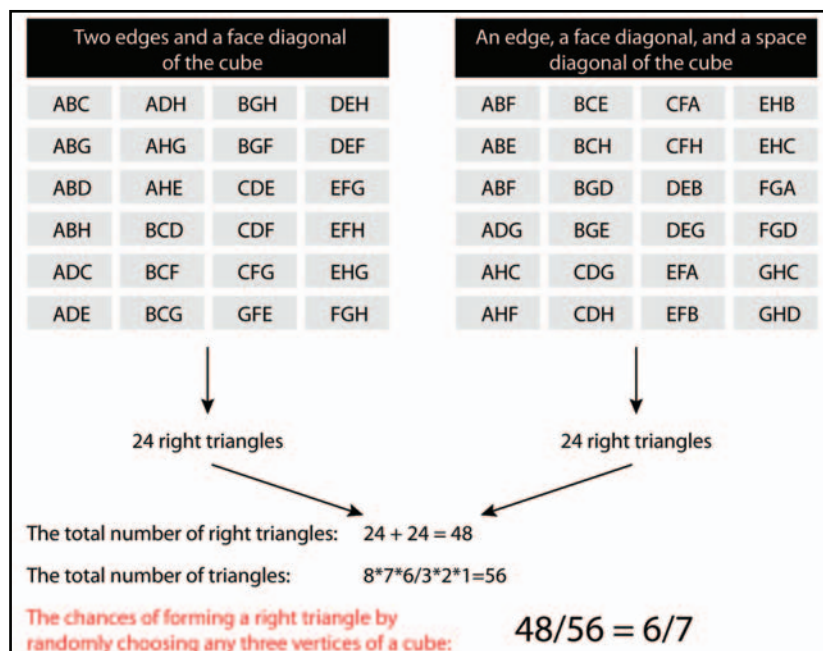 Two edges and a face diagonal
of the cube
An edge, a face diagonal, and a space
diagonal of the cube
ABC ADH BGH DEH
ABG AHG BGF DEF
ABD AHE CDE EFG
ABH BCD CDF EFH
ADC BCF CFG EHG
ADE BCG GFE FGH
ABF BCE CFA EHB
ABE BCH CFH EHC
ABF BGD DEB FGA
ADG BGE DEG FGD
AHC CDG EFA GHC
AHF CDH EFB GHD
24 right triangles
24 right triangles
The total number of right triangles: 24 + 24 = 48
The total number of triangles: 8*7*6/3*2*1=56
The chances of forming a right triangle by
randomly choosing any three vertices of a cube:
48/56 = 6/7